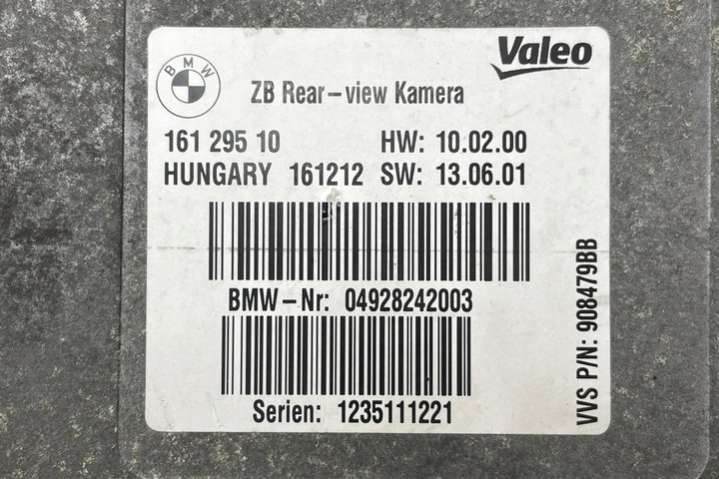 BMW
Valeo
ZB Rear-view Kamera
161 295 10 HW: 10.02.00
HUNGARY 161212 SW: 13.06.01
BMW-Nr: 04928242003
Serien: 1235111221
VVS P/N: 908479BB